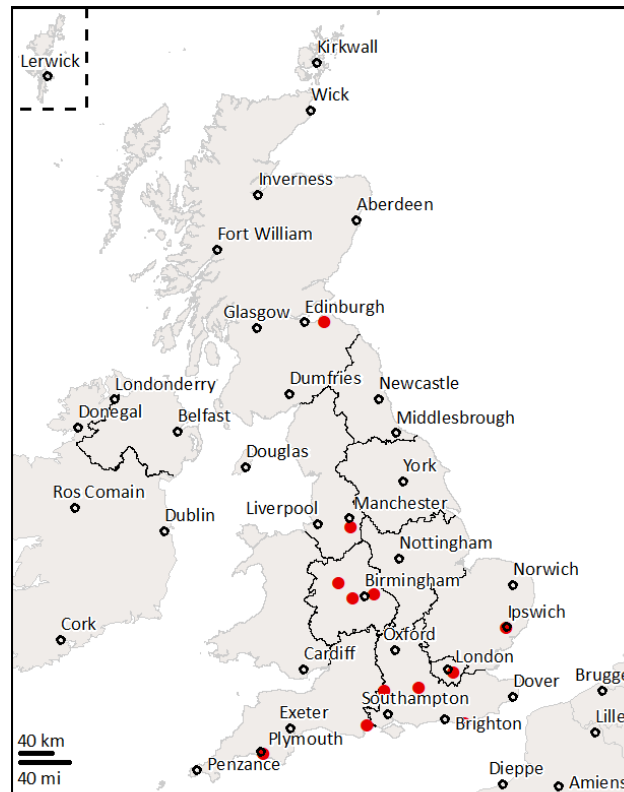 Lerwick
Kirkwall
Wick
Inverness
Aberdeen
Fort William
Glasgow
Edinburgh
Dumfries
Londonderry
Newcastle
Donegal
Belfast
Middlesbrough
Douglas
York
Ros Comain
Liverpool
Manchester
Dublin
Nottingham
Birmingham
Norwich
Ipswich
Cork
Oxford
Cardiff
London
Dover
Brugge
Southampton
Exeter
Brighton
Lille
Plymouth
40 km
40 mi
Penzance
Dieppe
Amiens